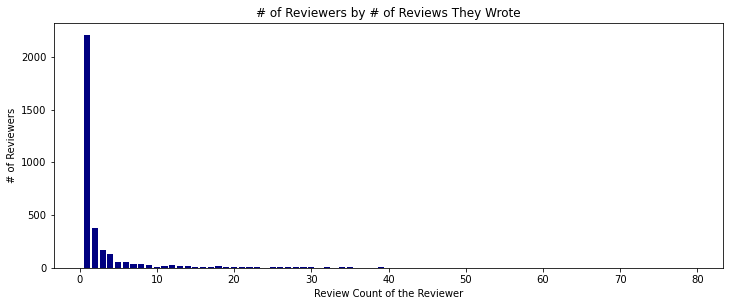 # of Reviewers by # of Reviews They Wrote
2000
1500
1000
500
0
# of Reviewers
0 10 20 30 40 50 60 70 80
Review Count of the Reviewer